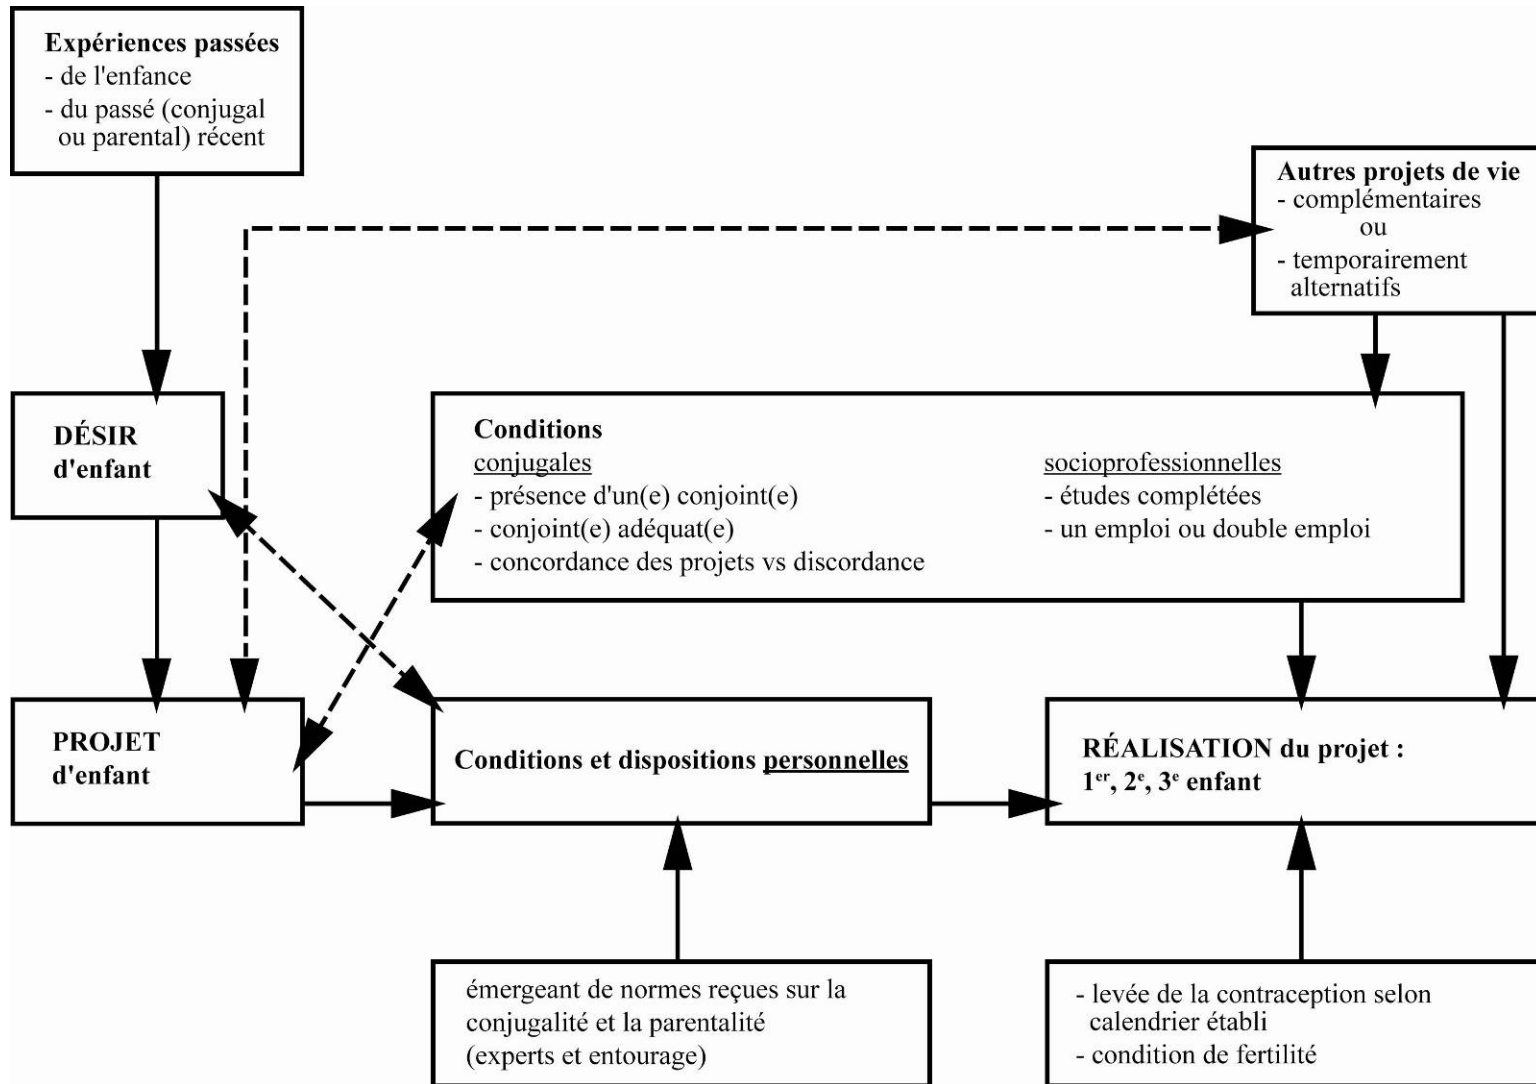 Expériences passées
- de l'enfance
- du passé (conjugal
ou parental) récent
Autres projets de vie
- complémentaires
ou
- temporairement
alternatifs
DÉSIR
d'enfant
Conditions
conjugales
- présence d'un(e) conjoint(e)
- conjoint(e) adéquat(e)
- concordance des projets vs discordance
socioprofessionnelles
- études complétées
- un emploi ou double emploi
PROJET
d'enfant
Conditions et dispositions personnelles
RÉALISATION du projet :
1er, 2e, 3e enfant
émergeant de normes reçues sur la
conjugalité et la parentalité
(experts et entourage)
- levée de la contraception selon
calendrier établi
- condition de fertilité